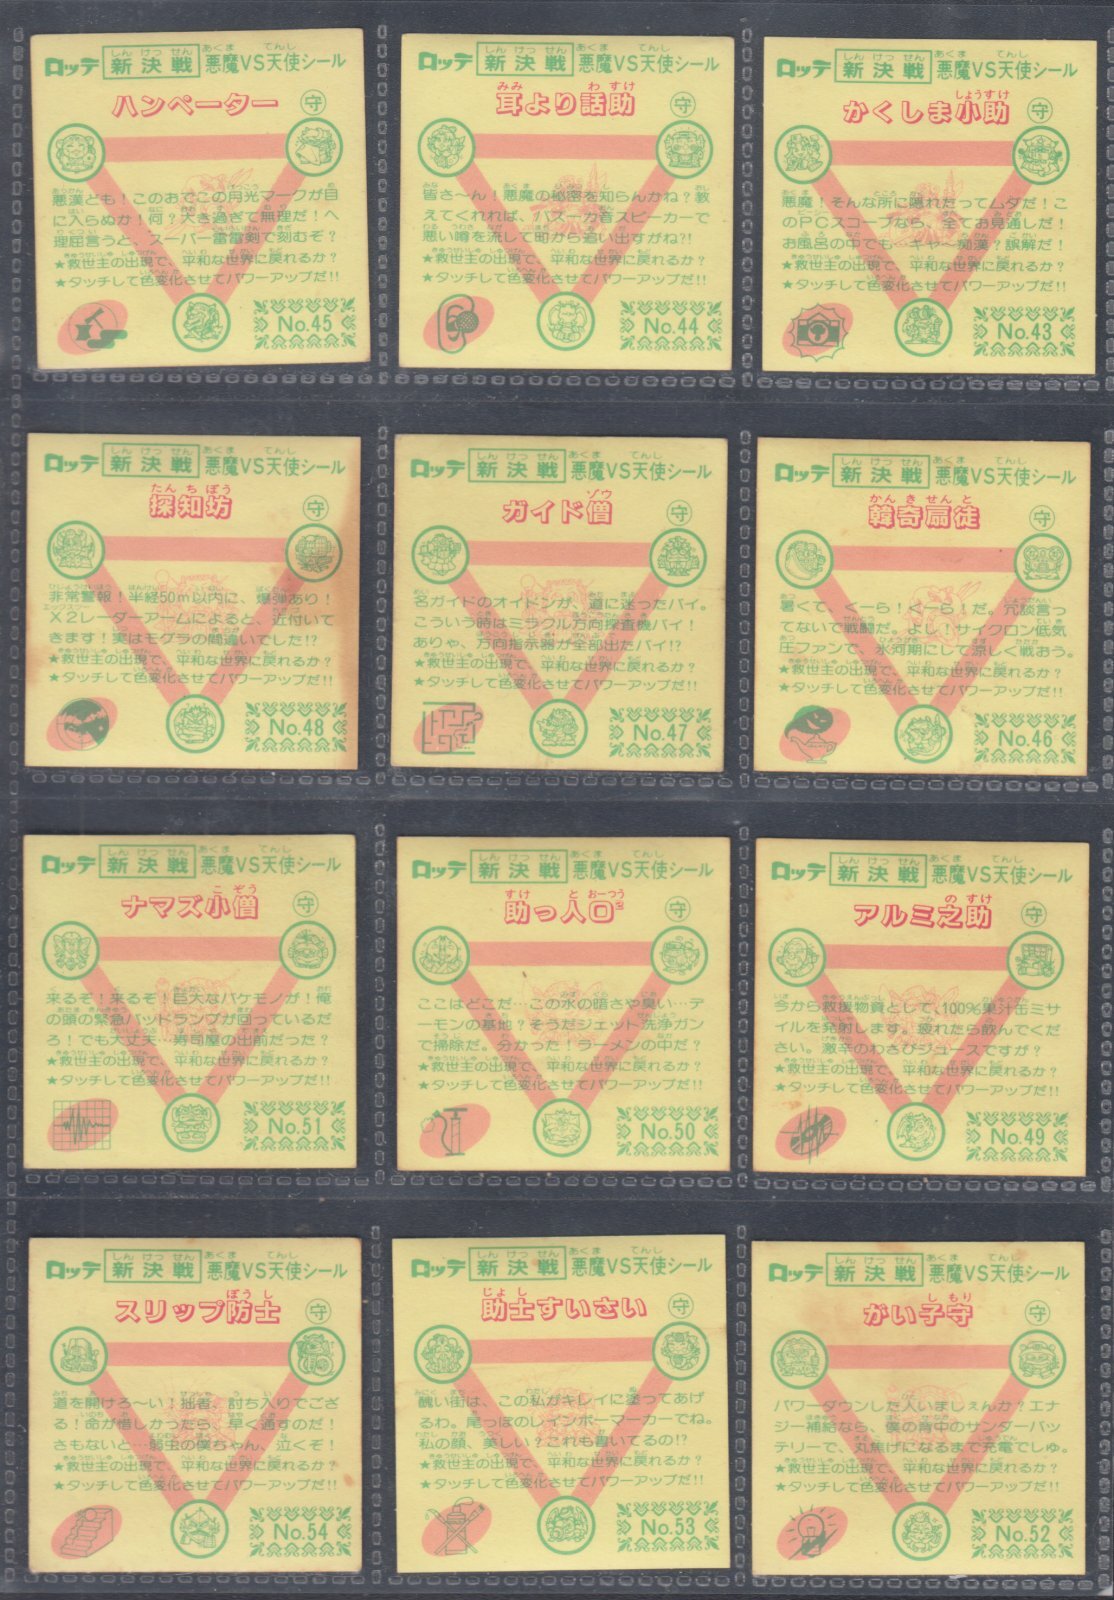 ロッテ 新決戦 悪魔VS天使シール
ハンペーター 守
悪漢ども！このおでこの月光マークが目
に入らぬか！何？大き過ぎて無理だ！へ
理屈言うと、スーパー雷雷剣で刻むぞ？
★救世主の出現で、平和な世界に戻れるか？
★タッチして色変化させてパワーアップだ!!
No.45
ロッテ 新決戦 悪魔VS天使シール
耳より話助 守
皆さ〜ん！悪魔の秘密を知らんかね？教
えてくれれば、バズーカ音スピーカーで
悪い噂を流して町から追い出すがね?!
★救世主の出現で、平和な世界に戻れるか？
★タッチして色変化させてパワーアップだ!!
No.44
ロッテ 新決戦 悪魔VS天使シール
かくしま小助 守
悪魔！そんな所に隠れだってムダだ！こ
のPCスコープなら、全てお見通しだ！
お風呂の中でも…キャ〜痴漢？誤解だ！
★救世主の出現で、平和な世界に戻れるか？
★タッチして色変化させてパワーアップだ!!
No.43
ロッテ 新決戦 悪魔VS天使シール
探知坊 守
非常警報！半経50m以内に、爆弾あり！
X2レーダーアームによると、近付いて
きます！実はモグラの間違いでした!?
★救世主の出現で、平和な世界に戻れるか？
★タッチして色変化させてパワーアップだ!!
No.48
ロッテ 新決戦 悪魔VS天使シール
ガイド僧 守
名ガイドのオイドンが、道に迷ったバイ。
こういう時はミラクル方向探査機バイ！
ありゃ、方向指示器が全部出たバイ!?
★救世主の出現で、平和な世界に戻れるか？
★タッチして色変化させてパワーアップだ!!
No.47
ロッテ 新決戦 悪魔VS天使シール
韓奇扇徒 守
暑くて、くーら！くーら！だ。冗談言っ
てないで戦闘だ。よし！サイクロン低気
圧ファンで、氷河期にして涼しく戦おう。
★救世主の出現で、平和な世界に戻れるか？
★タッチして色変化させてパワーアップだ!!
No.46
ロッテ 新決戦 悪魔VS天使シール
ナマズ小僧 守
来るぞ！来るぞ！巨大なバケモノが！俺
の頭の緊急パッドランプが回っているだ
ろ！でも大丈夫…寿司屋の出前だった？
★救世主の出現で、平和な世界に戻れるか？
★タッチして色変化させてパワーアップだ!!
No.51
ロッテ 新決戦 悪魔VS天使シール
助っ人口 守
ここはどこだ…この水の暗さや臭い…デ
ーモンの基地？そうだジェット洗浄ガン
で掃除だ。分かった！ラーメンの中だ？
★救世主の出現で、平和な世界に戻れるか？
★タッチして色変化させてパワーアップだ!!
No.50
ロッテ 新決戦 悪魔VS天使シール
アルミ之助 守
今から救援物資として、100%果汁缶ミサ
イルを発射します。疲れたら飲んでくだ
さい。激辛のわさびジュースですが？
★救世主の出現で、平和な世界に戻れるか？
★タッチして色変化させてパワーアップだ!!
No.49
ロッテ 新決戦 悪魔VS天使シール
スリップ防士 守
道を開けろ〜い！拙者、討ち入りでござ
る！命が惜しかうたら、早く通すのだ！
さもないと…弱虫の僕ちゃん、泣くぞ！
★救世主の出現で、平和な世界に戻れるか？
★タッチして色変化させてパワーアップだ!!
No.54
ロッテ 新決戦 悪魔VS天使シール
助士すいさい 守
醜い街は、この私がキレイに塗ってあげ
るわ。尾っぽのレインボーマーカーでね。
私の顔、美しい？これも書いてるの!?
★救世主の出現で、平和な世界に戻れるか？
★タッチして色変化させてパワーアップだ!!
No.53
ロッテ 新決戦 悪魔VS天使シール
がい子守 守
パワーダウンした人いましぇんか？エナ
ジー補給なら、僕の背中のサンダーバッ
テリーで、丸焦げになるまで充電でしゅ。
★救世主の出現で、平和な世界に戻れるか？
★タッチして色変化させてパワーアップだ!!
No.52